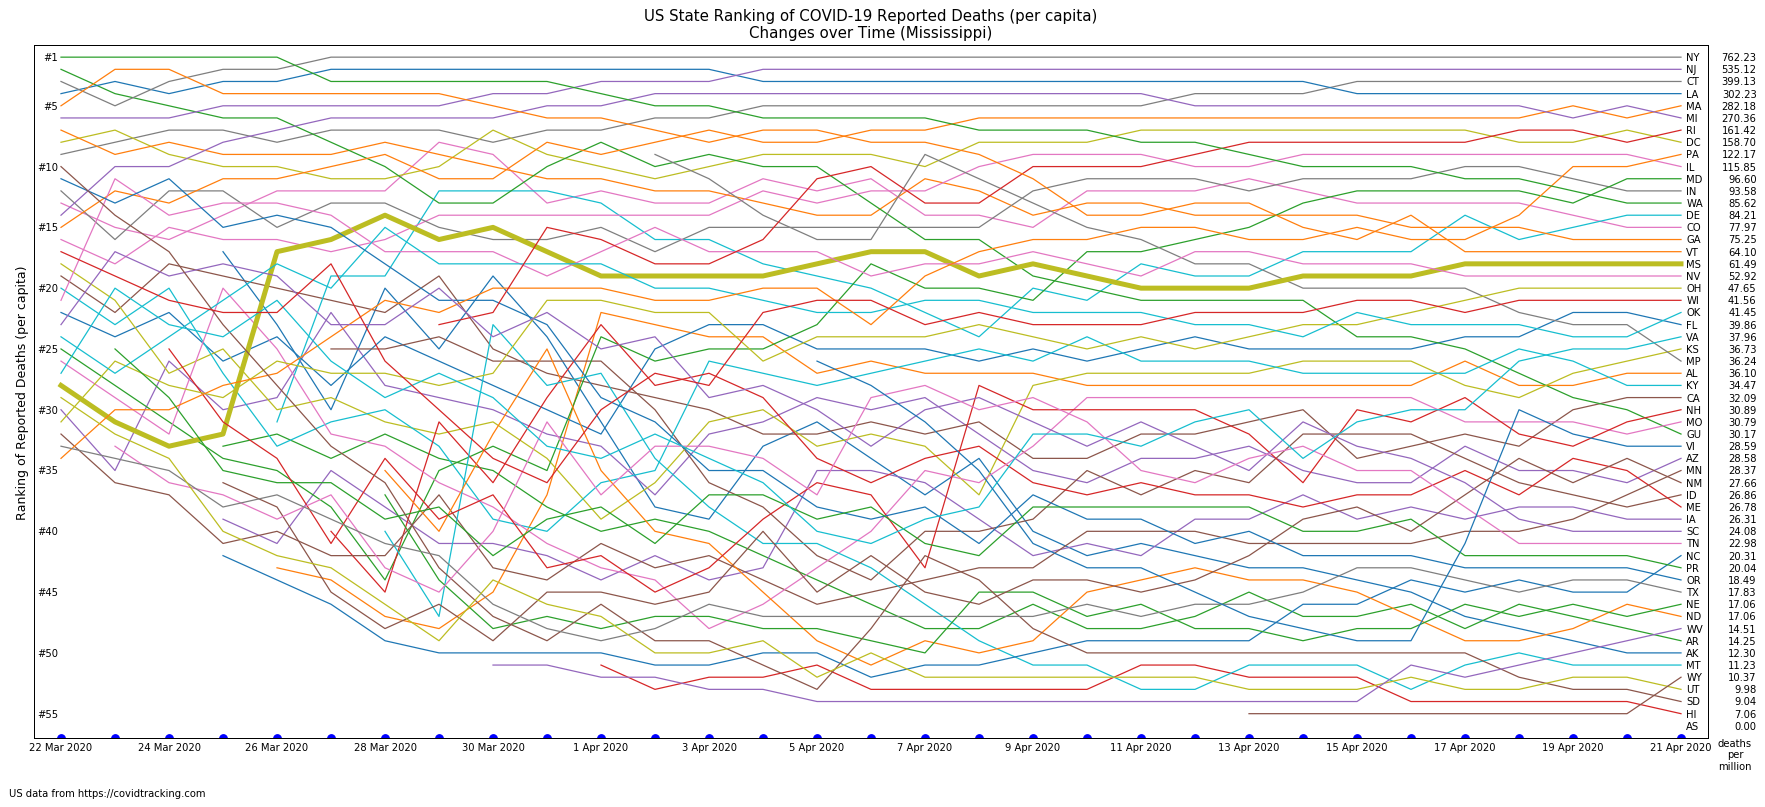 US State Ranking of COVID-19 Reported Deaths (per capita)
Changes over Time (Mississippi)
Ranking of Reported Deaths (per capita)
#1
#5
#10
#15
#20
#25
#30
#35
#40
#45
#50
#55
NY 762.23
NJ 535.12
CT 399.13
LA 302.23
MA 282.18
MI 270.36
RI 161.42
DC 158.70
PA 122.17
IL 115.85
MD 96.60
IN 93.58
WA 85.62
DE 84.21
CO 77.97
GA 75.25
VT 64.10
MS 61.49
NV 52.92
OH 47.65
WI 41.56
OK 41.45
FL 39.86
VA 37.96
KS 36.73
MP 36.24
AL 36.10
KY 34.47
CA 32.09
NH 30.89
MO 30.79
GU 30.17
VI 28.59
AZ 28.58
MN 28.37
NM 27.66
ID 26.86
ME 26.78
IA 26.31
SC 24.08
TN 22.98
NC 20.31
PR 20.04
OR 18.49
TX 17.83
NE 17.06
ND 17.06
WV 14.51
AR 14.25
AK 12.30
MT 11.23
WY 10.37
UT 9.98
SD 9.04
HI 7.06
AS 0.00
22 Mar 2020 24 Mar 2020 26 Mar 2020 28 Mar 2020 30 Mar 2020 1 Apr 2020 3 Apr 2020 5 Apr 2020 7 Apr 2020 9 Apr 2020 11 Apr 2020 13 Apr 2020 15 Apr 2020 17 Apr 2020 19 Apr 2020 21 Apr 2020
deaths
per
million
US data from https://covidtracking.com